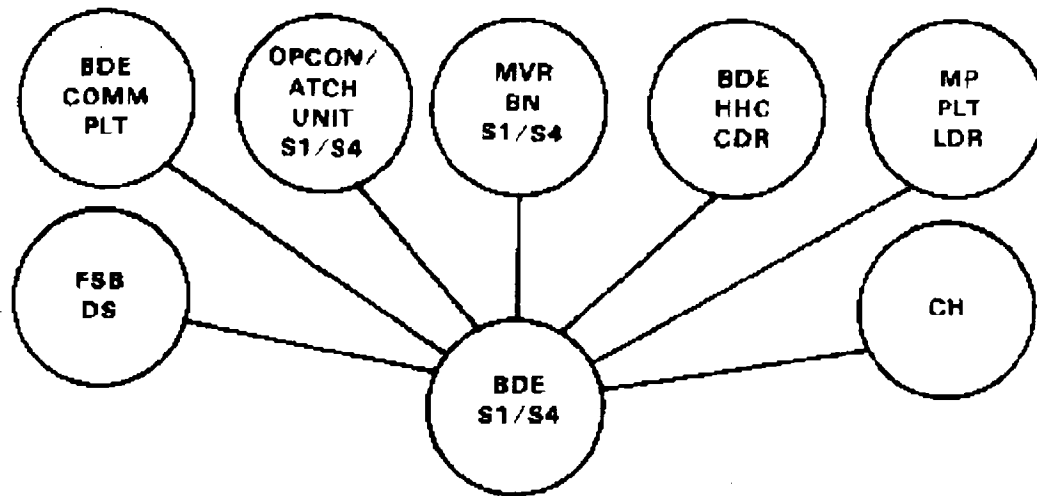 BDE
COMM
PLT
OPCON/
ATCH
UNIT
S1/S4
MVR
BN
S1/S4
BDE
HHC
CDR
MP
PLT
LDR
FSB
DS
CH
BDE
S1/S4